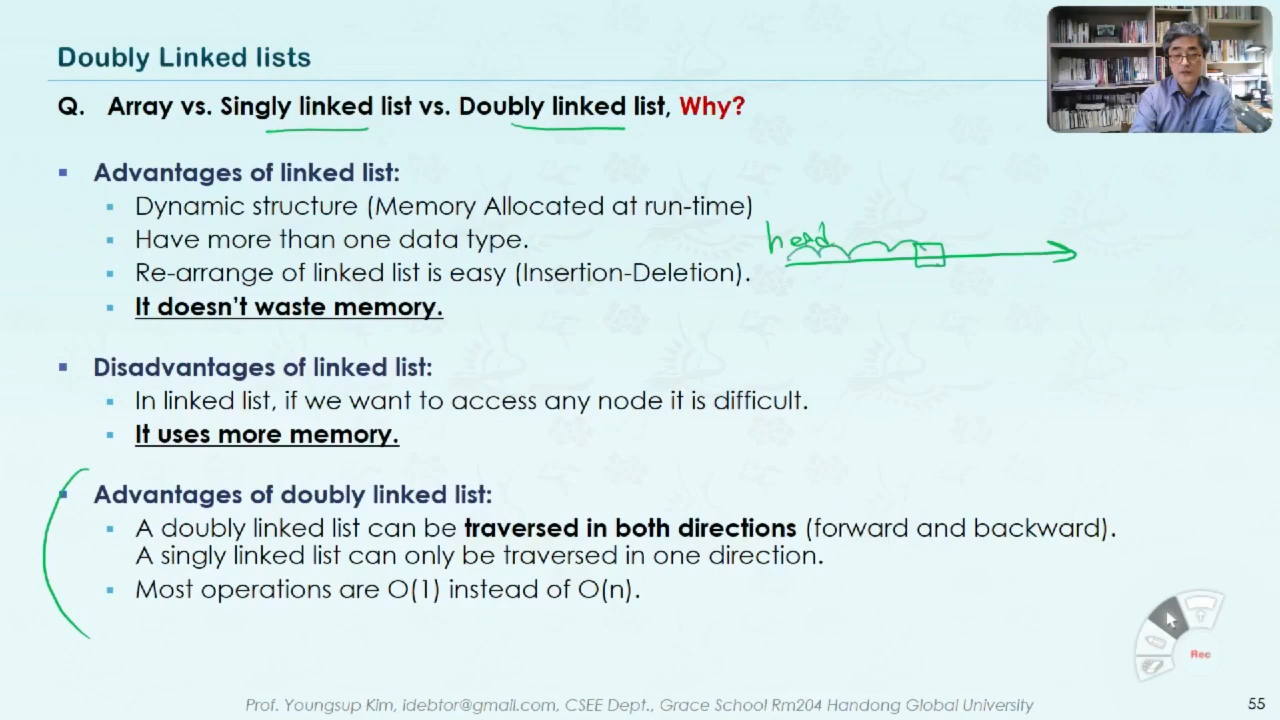 Doubly Linked lists
Q. Array vs. Singly linked list vs. Doubly linked list, Why?
Advantages of linked list:
Dynamic structure (Memory Allocated at run-time)
Have more than one data type.
head
Re-arrange of linked list is easy (Insertion-Deletion).
It doesn't waste memory.
Disadvantages of linked list:
In linked list, if we want to access any node it is difficult.
It uses more memory.
Advantages of doubly linked list:
A doubly linked list can be traversed in both directions (forward and backward).
A singly linked list can only be traversed in one direction.
Most operations are O(1) instead of O(n).
Rec
Prof. Youngsup Kim, idebtor@gmail.com, CSEE Dept., Grace School Rm204 Handong Global University
55